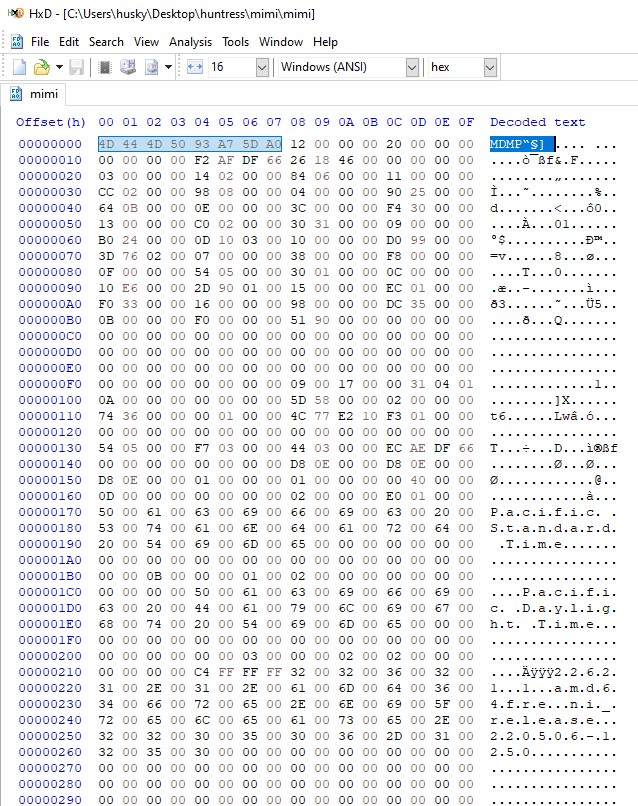 HxD - [C:\Users\husky\Desktop\huntress\mimi\mimi]
File Edit Search View Analysis Tools Window Help
16 Windows (ANSI) hex
mimi
Offset(h) 00 01 02 03 04 05 06 07 08 09 0A 0B 0C 0D 0E 0F Decoded text
00000000 4D 44 4D 50 93 A7 5D A0 12 00 00 00 20 00 00 00 MDMP“§] .... ...
00000010 00 00 00 00 F2 AF DF 66 26 18 46 00 00 00 00 00 ....ò¯ßf&.F.....
00000020 03 00 00 00 14 02 00 00 84 06 00 00 11 00 00 00 ........„.......
00000030 CC 02 00 00 98 08 00 00 04 00 00 00 90 25 00 00 Ì...˜........%..
00000040 64 0B 00 00 0E 00 00 00 3C 00 00 00 F4 30 00 00 d.......<...ô0..
00000050 13 00 00 00 C0 02 00 00 30 31 00 00 09 00 00 00 ....À...01......
00000060 B0 24 00 00 0D 10 03 00 10 00 00 00 D0 99 00 00 °$..........Ð™..
00000070 3D 76 02 00 07 00 00 00 38 00 00 00 F8 00 00 00 =v......8...ø...
00000080 0F 00 00 00 54 05 00 00 30 01 00 00 0C 00 00 00 ....T...0.......
00000090 10 E6 00 00 2D 90 01 00 15 00 00 00 EC 01 00 00 .æ..-.......ì...
000000A0 F0 33 00 00 16 00 00 00 98 00 00 00 DC 35 00 00 ð3......˜...Ü5..
000000B0 0B 00 00 00 F0 00 00 00 51 90 00 00 00 00 00 00 ....ð...Q.......
000000C0 00 00 00 00 00 00 00 00 00 00 00 00 00 00 00 00 ................
000000D0 00 00 00 00 00 00 00 00 00 00 00 00 00 00 00 00 ................
000000E0 00 00 00 00 00 00 00 00 00 00 00 00 00 00 00 00 ................
000000F0 00 00 00 00 00 00 00 00 09 00 17 00 00 31 04 01 .............1..
00000100 0A 00 00 00 00 00 00 00 5D 58 00 00 02 00 00 00 ........]X......
00000110 74 36 00 00 00 01 00 00 4C 77 E2 10 F3 01 00 00 t6......Lwâ.ó...
00000120 00 00 00 00 00 00 00 00 00 00 00 00 00 00 00 00 ................
00000130 54 05 00 00 F7 03 00 00 44 03 00 00 EC AE DF 66 T...÷...D...ì®ßf
00000140 00 00 00 00 00 00 00 00 D8 0E 00 00 D8 0E 00 00 ........Ø...Ø...
00000150 D8 0E 00 00 01 00 00 00 01 00 00 00 00 40 00 00 Ø............@..
00000160 0D 00 00 00 00 00 00 00 02 00 00 00 E0 01 00 00 ............à...
00000170 50 00 61 00 63 00 69 00 66 00 69 00 63 00 20 00 P.a.c.i.f.i.c. .
00000180 53 00 74 00 61 00 6E 00 64 00 61 00 72 00 64 00 S.t.a.n.d.a.r.d.
00000190 20 00 54 00 69 00 6D 00 65 00 00 00 00 00 00 00  .T.i.m.e.......
000001A0 00 00 00 00 00 00 00 00 00 00 00 00 00 00 00 00 ................
000001B0 00 00 0B 00 00 00 01 00 02 00 00 00 00 00 00 00 ................
000001C0 00 00 00 00 50 00 61 00 63 00 69 00 66 00 69 00 ....P.a.c.i.f.i.
000001D0 63 00 20 00 44 00 61 00 79 00 6C 00 69 00 67 00 c. .D.a.y.l.i.g.
000001E0 68 00 74 00 20 00 54 00 69 00 6D 00 65 00 00 00 h.t. .T.i.m.e...
000001F0 00 00 00 00 00 00 00 00 00 00 00 00 00 00 00 00 ................
00000200 00 00 00 00 00 00 03 00 00 00 02 00 02 00 00 00 ................
00000210 00 00 00 00 C4 FF FF FF 32 00 32 00 36 00 32 00 ....Äÿÿÿ2.2.6.2.
00000220 31 00 2E 00 31 00 2E 00 61 00 6D 00 64 00 36 00 1...1...a.m.d.6.
00000230 34 00 66 00 72 00 65 00 2E 00 6E 00 69 00 5F 00 4.f.r.e...n.i._.
00000240 72 00 65 00 6C 00 65 00 61 00 73 00 65 00 2E 00 r.e.l.e.a.s.e...
00000250 32 00 32 00 30 00 35 00 30 00 36 00 2D 00 31 00 2.2.0.5.0.6.-.1.
00000260 32 00 35 00 30 00 00 00 00 00 00 00 00 00 00 00 2.5.0...........
00000270 00 00 00 00 00 00 00 00 00 00 00 00 00 00 00 00 ................
00000280 00 00 00 00 00 00 00 00 00 00 00 00 00 00 00 00 ................
00000290 00 00 00 00 00 00 00 00 00 00 00 00 00 00 00 00 ................